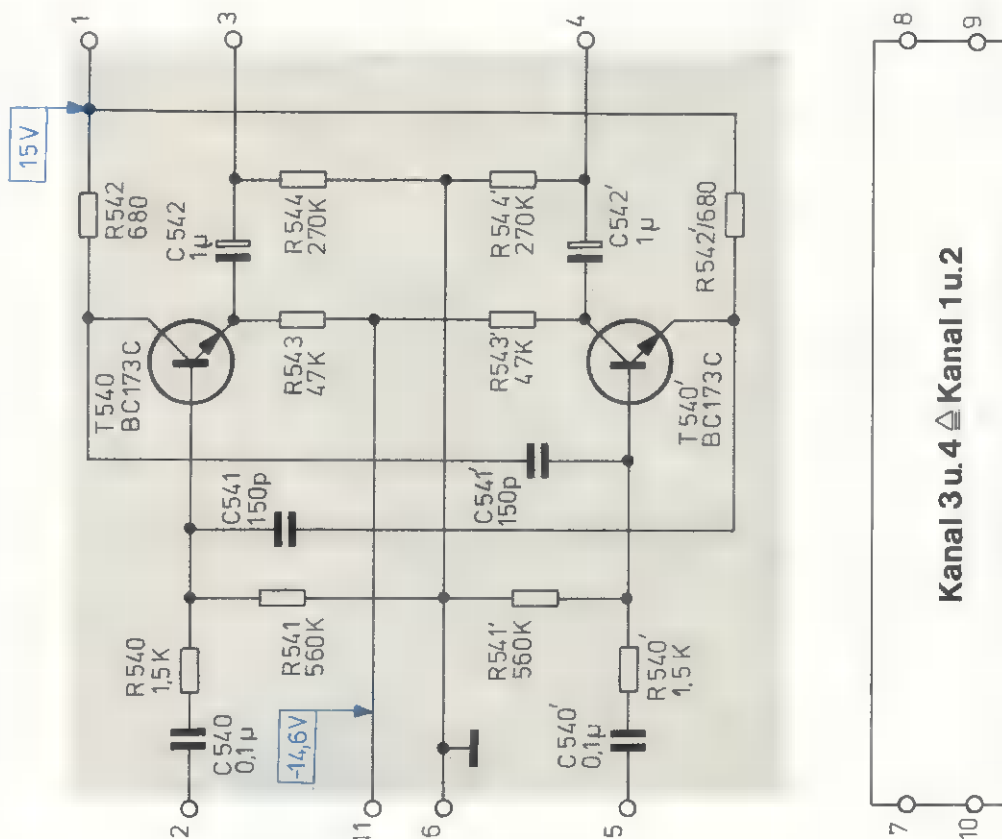 1
3
4
15V
R542
680
C542
1µ
R544
270K
R544'
270K
C542'
1µ
R542'/680
T540
BC173C
R543
47K
R543'
47K
T540'
BC173C
C541
150p
C541'
150p
R540
1,5K
R541
560K
R541'
560K
R540'
1,5K
C540
0,1µ
-14,6V
C540'
0,1µ
2
11
6
5
8
9
Kanal 3u.4 ≙ Kanal 1u.2
7
10